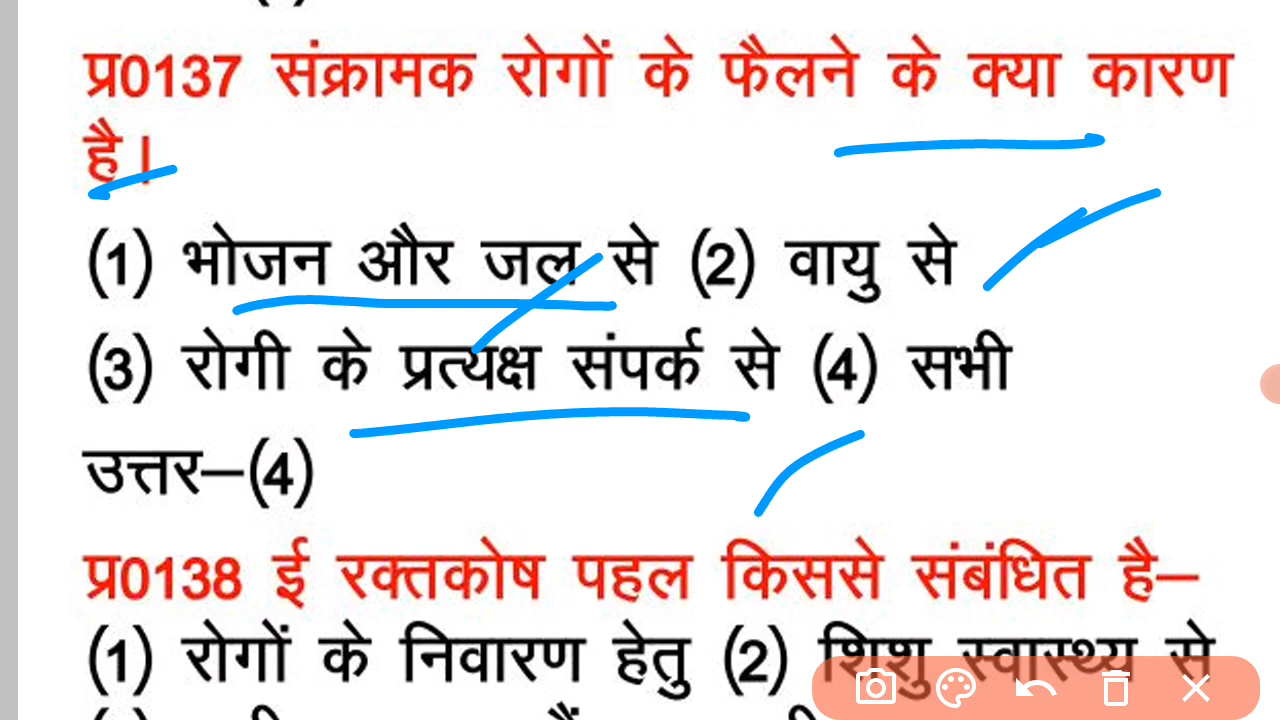 प्र0137 संक्रामक रोगों के फैलने के क्या कारण
है।
(1) भोजन और जल से (2) वायु से
(3) रोगी के प्रत्यक्ष संपर्क से (4) सभी
उत्तर–(4)
प्र0138 ई रक्तकोष पहल किससे संबंधित है–
(1) रोगों के निवारण हेतु (2) शिशु स्वास्थ्य से